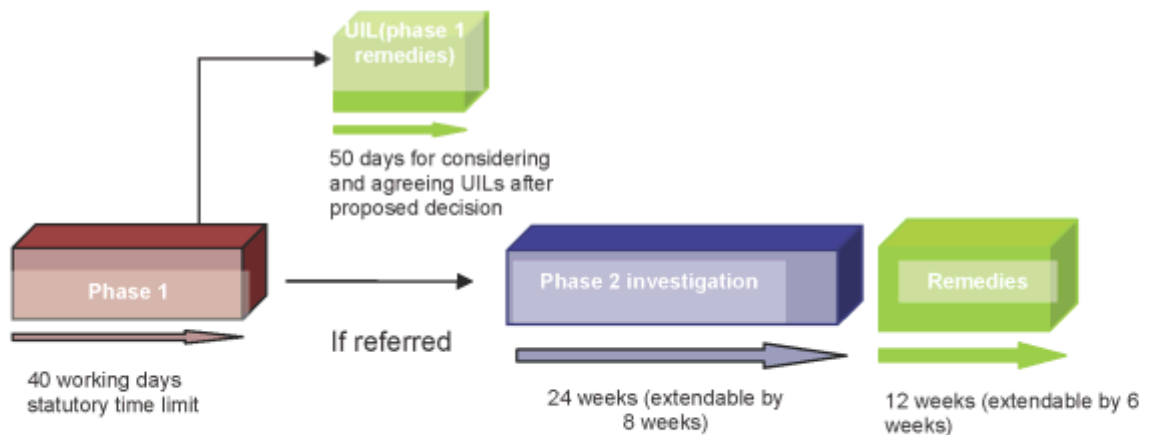 UIL(phase 1
remedies)
50 days for considering
and agreeing UILs after
proposed decision
Phase 1
40 working days
statutory time limit
If referred
Phase 2 investigation
24 weeks (extendable by
8 weeks)
Remedies
12 weeks (extendable by 6
weeks)